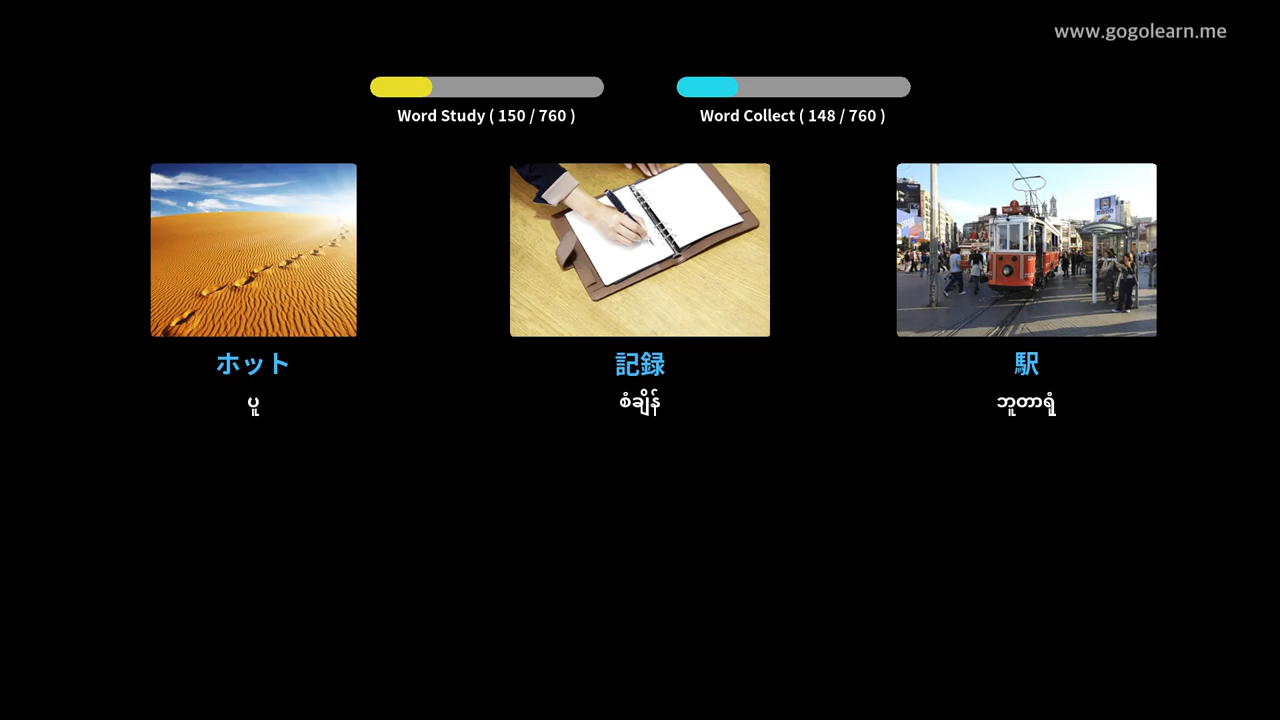 www.gogolearn.me
Word Study ( 150 / 760 )
Word Collect ( 148 / 760 )
ホット
記録
駅
ပူ
စံချိန်
ဘူတာရုံ